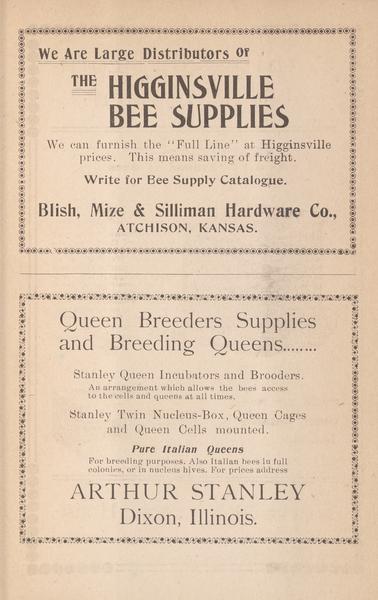 We Are Large Distributors Of
THE HIGGINSVILLE
BEE SUPPLIES
We can furnish the "Full Line" at Higginsville
prices. This means saving of freight.
Write for Bee Supply Catalogue.
Blish, Mize & Silliman Hardware Co.,
ATCHISON, KANSAS.
Queen Breeders Supplies
and Breeding Queens........
Stanley Queen Incubators and Brooders.
An arrangement which allows the bees access
to the cells and queens at all times.
Stanley Twin Nucleus-Box, Queen Cages
and Queen Cells mounted.
Pure Italian Queens
For breeding purposes. Also Italian bees in full
colonies, or in nucleus hives. For prices address
ARTHUR STANLEY
Dixon, Illinois.